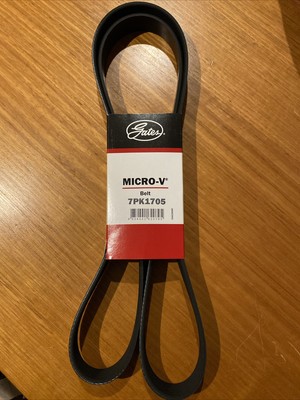 Gates
MICRO-V®
Belt
7PK1705